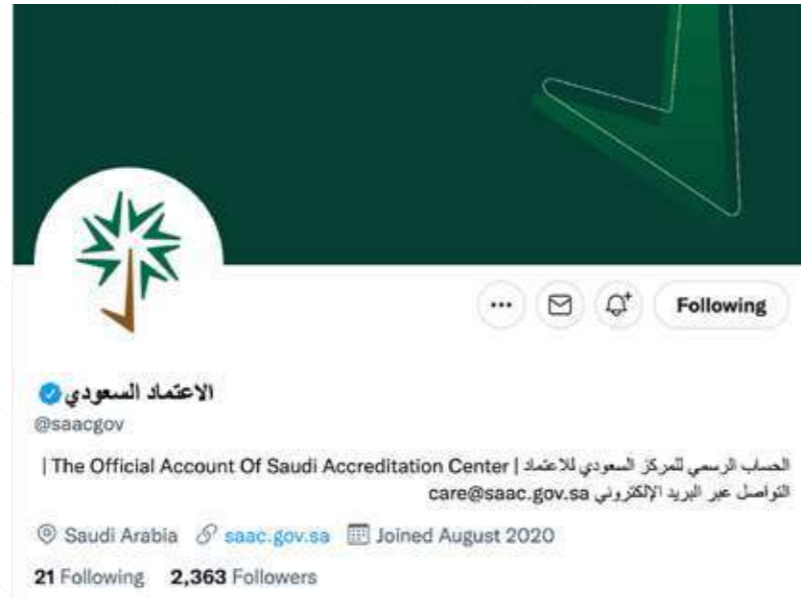 Following
الاعتماد السعودي
@saacgov
الحساب الرسمي للمركز السعودي للاعتماد | The Official Account Of Saudi Accreditation Center |
التواصل عبر البريد الإلكتروني care@saac.gov.sa
Saudi Arabia saac.gov.sa Joined August 2020
21 Following 2,363 Followers